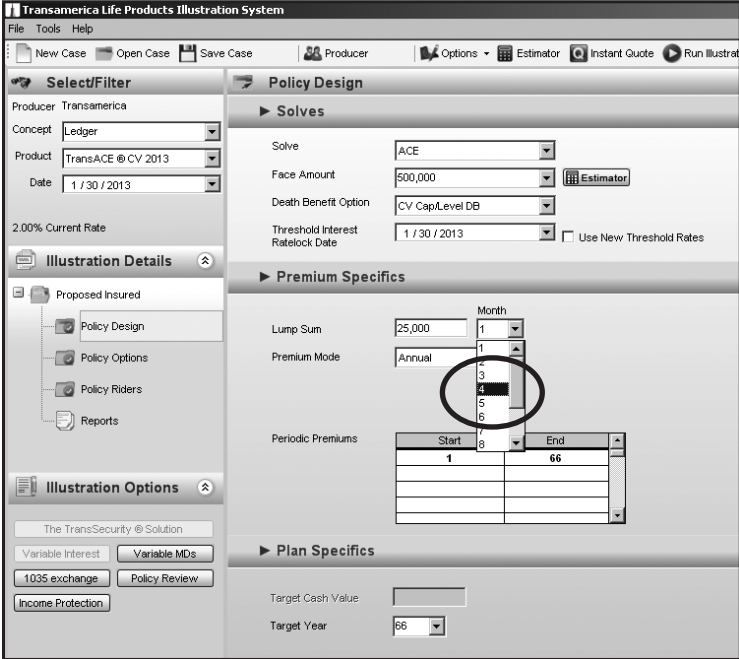 Transamerica Life Products Illustration System
File Tools Help
New Case Open Case Save Case Producer Options Estimator Instant Quote Run Illustrat
Select/Filter
Producer Transamerica
Concept Ledger
Product TransACE ® CV 2013
Date 1 / 30 / 2013
2.00% Current Rate
Illustration Details
Proposed Insured
Policy Design
Policy Options
Policy Riders
Reports
Illustration Options
The TransSecurity ® Solution
Variable Interest Variable MDs
1035 exchange Policy Review
Income Protection
Policy Design
Solves
Solve ACE
Face Amount 500,000 Estimator
Death Benefit Option CV Cap/Level DB
Threshold Interest
Ratelock Date 1 / 30 / 2013 Use New Threshold Rates
Premium Specifics
Month
Lump Sum 25,000 1
Premium Mode Annual
1
2
3
4
5
6
7
8
Periodic Premiums
Start End
1 66
Plan Specifics
Target Cash Value
Target Year 66